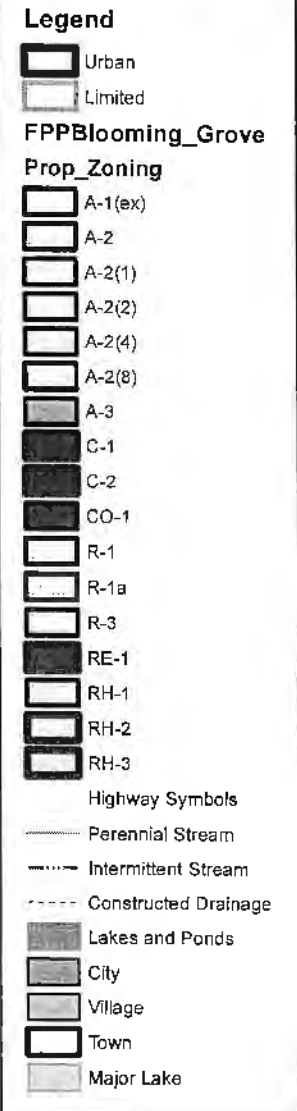 Legend
Urban
Limited
FPPBlooming_Grove
Prop_Zoning
A-1(ex)
A-2
A-2(1)
A-2(2)
A-2(4)
A-2(8)
A-3
C-1
C-2
CO-1
R-1
R-1a
R-3
RE-1
RH-1
RH-2
RH-3
Highway Symbols
Perennial Stream
Intermittent Stream
Constructed Drainage
Lakes and Ponds
City
Village
Town
Major Lake